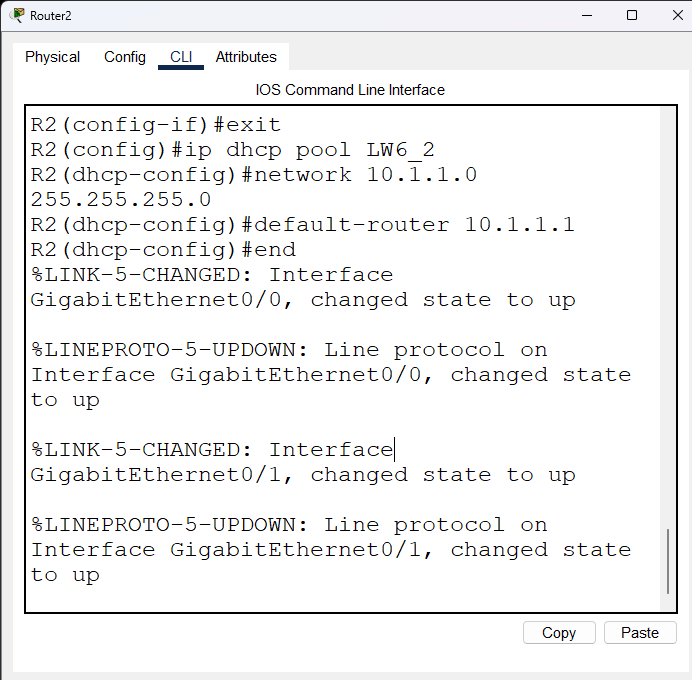 Router2
Physical Config CLI Attributes
IOS Command Line Interface
R2(config-if)#exit
R2(config)#ip dhcp pool LW6_2
R2(dhcp-config)#network 10.1.1.0
255.255.255.0
R2(dhcp-config)#default-router 10.1.1.1
R2(dhcp-config)#end
%LINK-5-CHANGED: Interface
GigabitEthernet0/0, changed state to up
%LINEPROTO-5-UPDOWN: Line protocol on
Interface GigabitEthernet0/0, changed state
to up
%LINK-5-CHANGED: Interface
GigabitEthernet0/1, changed state to up
%LINEPROTO-5-UPDOWN: Line protocol on
Interface GigabitEthernet0/1, changed state
to up
Copy Paste